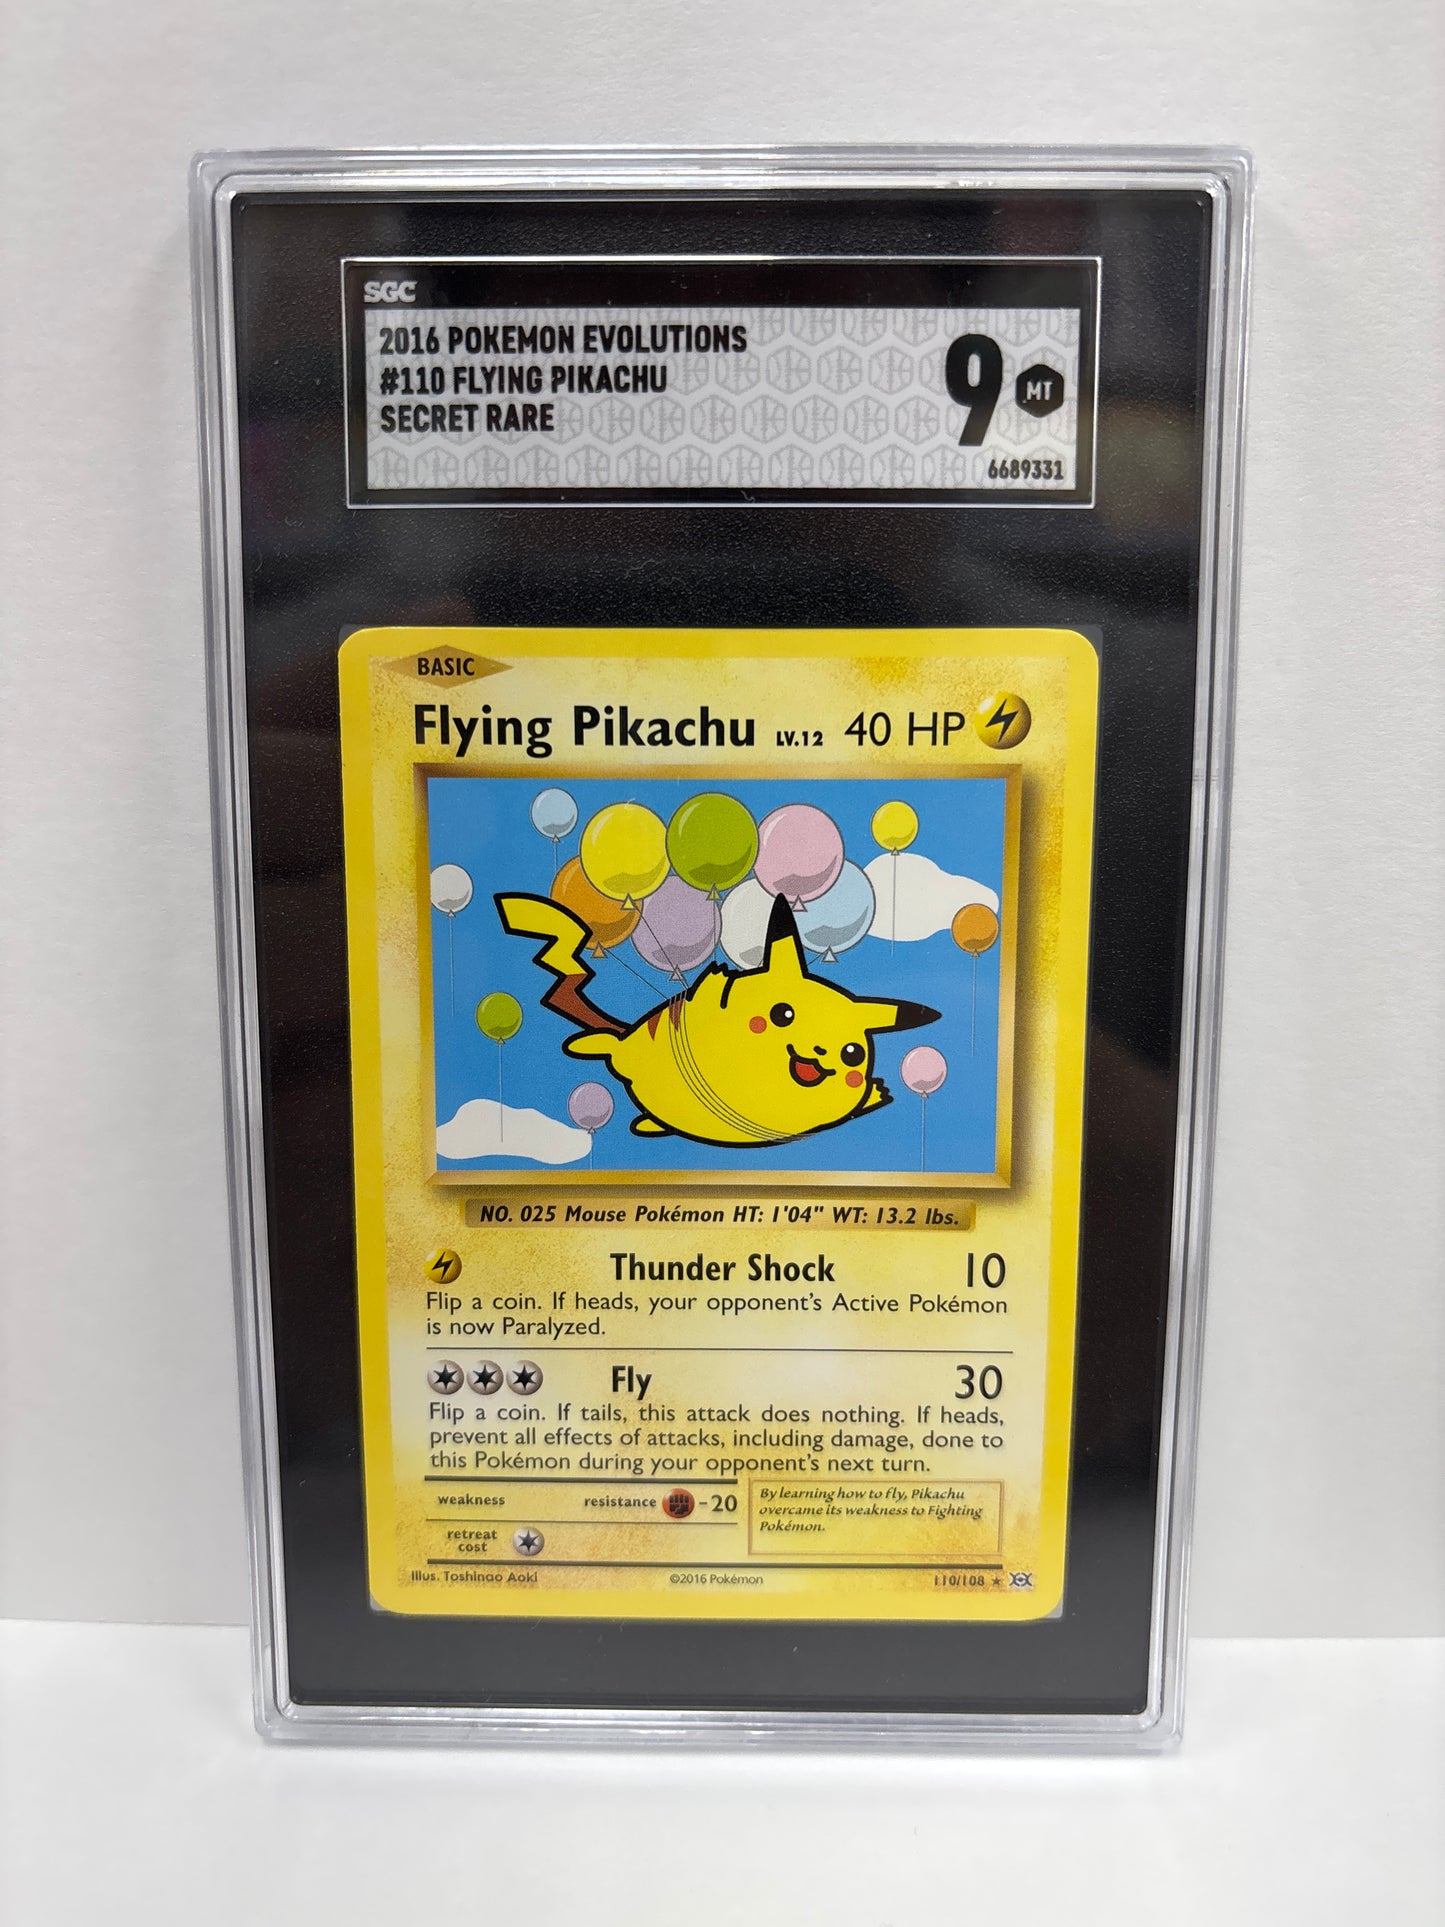 SGC
2016 POKEMON EVOLUTIONS
#110 FLYING PIKACHU
SECRET RARE
9 MT
6689331
BASIC
Flying Pikachu LV.12 40 HP
NO. 025 Mouse Pokémon HT: 1'04" WT: 13.2 lbs.
Thunder Shock 10
Flip a coin. If heads, your opponent's Active Pokémon
is now Paralyzed.
Fly 30
Flip a coin. If tails, this attack does nothing. If heads,
prevent all effects of attacks, including damage, done to
this Pokémon during your opponent's next turn.
weakness resistance -20
retreat
cost
By learning how to fly, Pikachu
overcame its weakness to Fighting
Pokémon.
Illus. Toshinao Aoki ©2016 Pokémon 110/108 ★